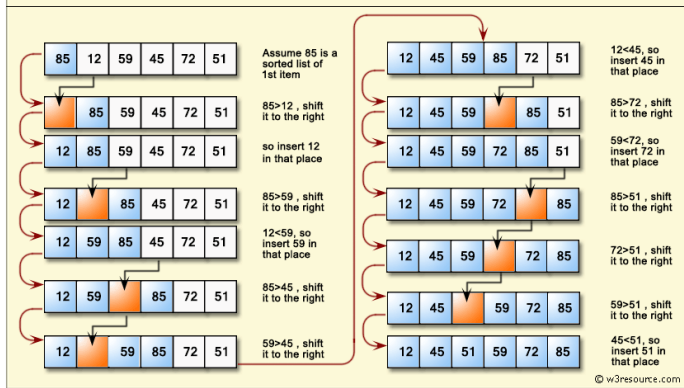 85 12 59 45 72 51
Assume 85 is a
sorted list of
1st item
85 59 45 72 51
85>12 , shift
it to the right
12 85 59 45 72 51
so insert 12
in that place
12 85 45 72 51
85>59 , shift
it to the right
12 59 85 45 72 51
12<59, so
insert 59 in
that place
12 59 85 72 51
85>45 , shift
it to the right
12 59 85 72 51
59>45 , shift
it to the right
12 45 59 85 72 51
12<45, so
insert 45 in
that place
12 45 59 85 51
85>72 , shift
it to the right
12 45 59 72 85 51
59<72, so
insert 72 in
that place
12 45 59 72 85
85>51 , shift
it to the right
12 45 59 72 85
72>51 , shift
it to the right
12 45 59 72 85
59>51 , shift
it to the right
12 45 51 59 72 85
45<51, so
insert 51 in
that place
© w3resource.com